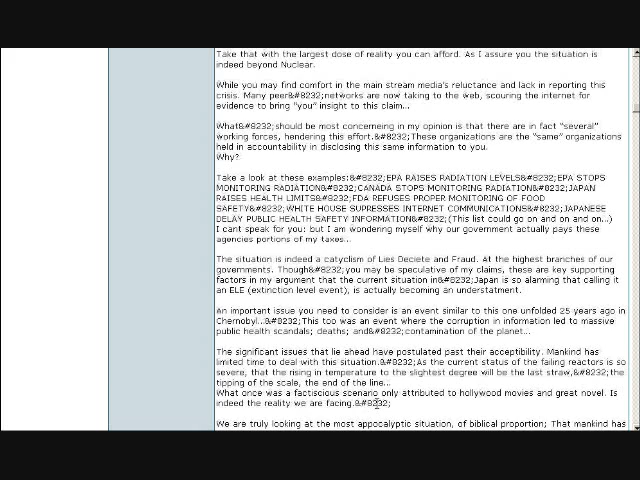 Take that with the largest dose of reality you can afford. As I assure you the situation is
indeed beyond Nuclear.
While you may find comfort in the main stream media's reluctance and lack in reporting this
crisis. Many peer&#8232;networks are now taking to the web, scouring the internet for
evidence to bring "you" insight to this claim...
What&#8232;should be most concerneing in my opinion is that there are in fact "several"
working forces, hendering this effort.&#8232;These organizations are the "same" organizations
held in accountability in disclosing this same information to you.
Why?
Take a look at these examples:&#8232;EPA RAISES RADIATION LEVELS&#8232;EPA STOPS
MONITORING RADIATION&#8232;CANADA STOPS MONITORING RADIATION&#8232;JAPAN
RAISES HEALTH LIMITS&#8232;FDA REFUSES PROPER MONITORING OF FOOD
SAFETY&#8232;WHITE HOUSE SUPRESSES INTERNET COMMUNICATIONS&#8232;JAPANESE
DELAY PUBLIC HEALTH SAFETY INFORMATION&#8232;(This list could go on and on and on...)
I cant speak for you: but I am wondering myself why our government actually pays these
agencies portions of my taxes...
The situation is indeed a catyclism of Lies Deciete and Fraud. At the highest branches of our
governments. Though&#8232;you may be speculative of my claims, these are key supporting
factors in my argument that the current situation in&#8232;Japan is so alarming that calling it
an ELE (extinction level event), is actually becoming an understatment.
An important issue you need to consider is an event similar to this one unfolded 25 years ago in
Chernobyl...&#8232;This too was an event where the corruption in information led to massive
public health scandals; deaths; and&#8232;contamination of the planet...
The significant issues that lie ahead have postulated past their acceptibility. Mankind has
limited time to deal with this situation.&#8232;As the current status of the failing reactors is so
severe, that the rising in temperature to the slightest degree will be the last straw,&#8232;the
tipping of the scale, the end of the line...
What once was a factiscious scenario only attributed to hollywood movies and great novel. Is
indeed the reality we are facing.&#8232;
We are truly looking at the most appocalyptic situation, of biblical proportion; That mankind has